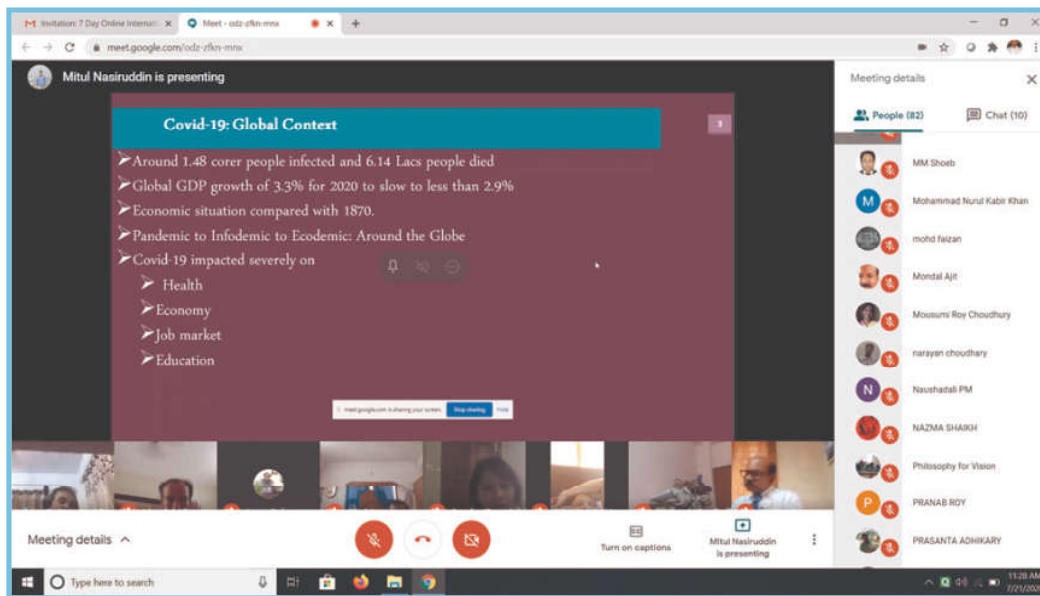 Invitation: 7 Day Online Internati
Meet - odz-zfkn-mnx
meet.google.com/odz-zfkn-mnx
Mitul Nasiruddin is presenting
Covid-19: Global Context
3
➤Around 1.48 corer people infected and 6.14 Lacs people died
➤Global GDP growth of 3.3% for 2020 to slow to less than 2.9%
➤Economic situation compared with 1870.
➤Pandemic to Infodemic to Ecodemic: Around the Globe
➤Covid-19 impacted severely on
➤ Health
➤Economy
➤Job market
➤Education
meet.google.com is sharing your screen.
Stop sharing
Hide
Meeting details
People (82)
Chat (10)
MM Shoeb
M
Mohammad Nurul Kabir Khan
mohd faizan
Mondal Ajit
Mousumi Roy Choudhury
narayan choudhary
N
Naushadali PM
NAZMA SHAIKH
Philosophy for Vision
P
PRANAB ROY
PRASANTA ADHIKARY
Meeting details
Turn on captions
Mitul Nasiruddin
is presenting
Type here to search
11:28 AM